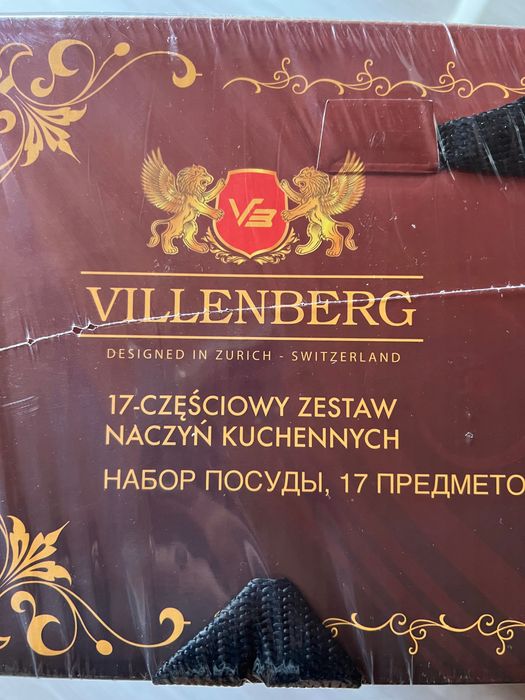 VB
VILLENBERG
DESIGNED IN ZURICH - SWITZERLAND
17-CZĘŚCIOWY ZESTAW
NACZYŃ KUCHENNYCH
НАБОР ПОСУДЫ, 17 ПРЕДМЕТО